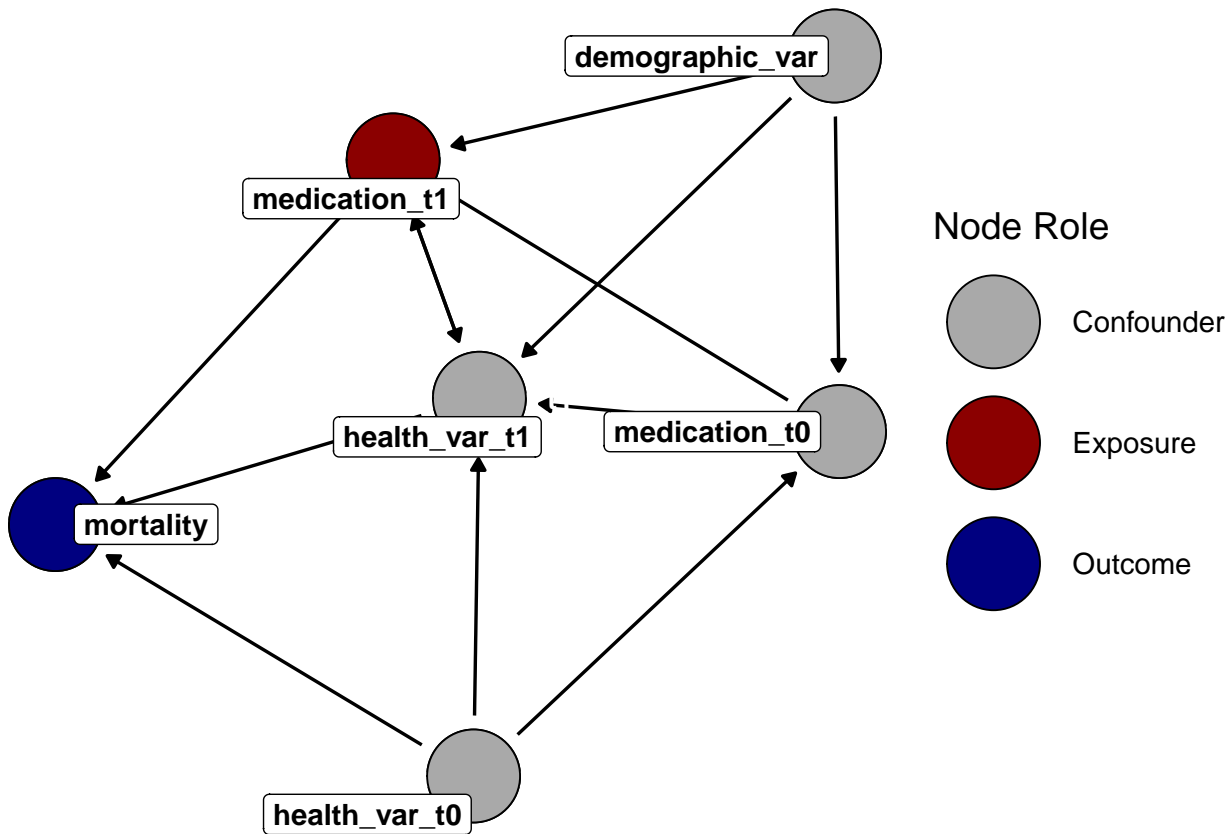 demographic_var
medication_t1
health_var_t1
medication_t0
mortality
health_var_t0
Node Role
Confounder
Exposure
Outcome